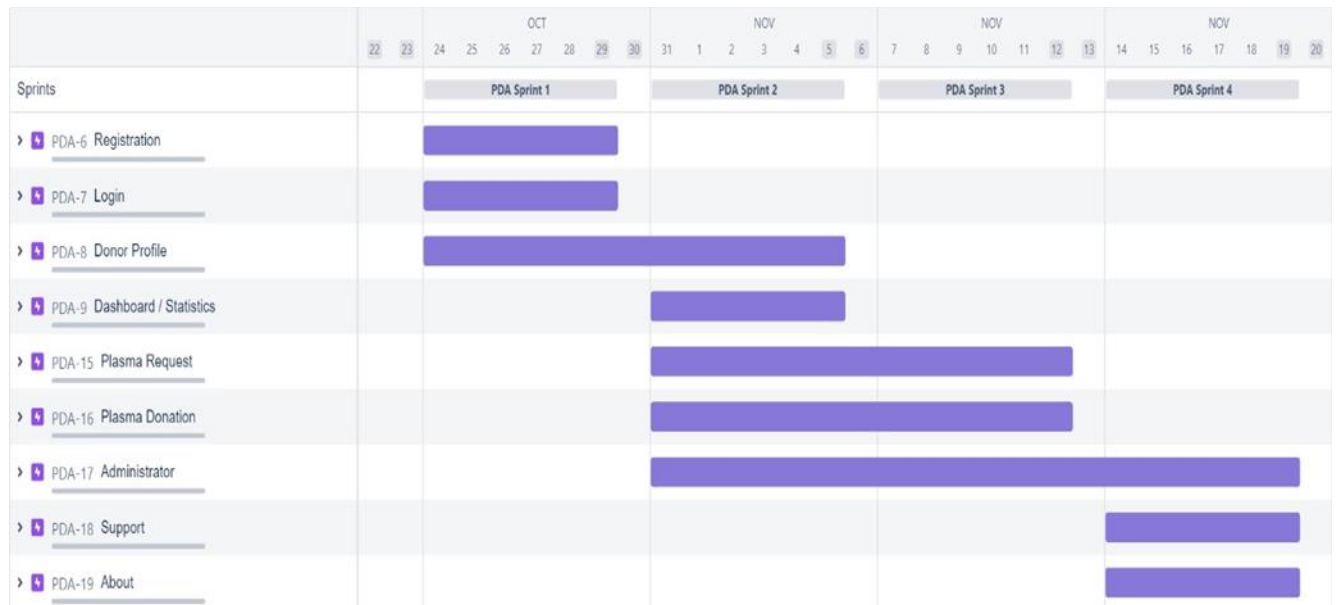 OCT NOV NOV NOV
22 23 24 25 26 27 28 29 30 31 1 2 3 4 5 6 7 8 9 10 11 12 13 14 15 16 17 18 19 20
Sprints PDA Sprint 1 PDA Sprint 2 PDA Sprint 3 PDA Sprint 4
PDA-6 Registration
PDA-7 Login
PDA-8 Donor Profile
PDA-9 Dashboard / Statistics
PDA-15 Plasma Request
PDA-16 Plasma Donation
PDA-17 Administrator
PDA-18 Support
PDA-19 About